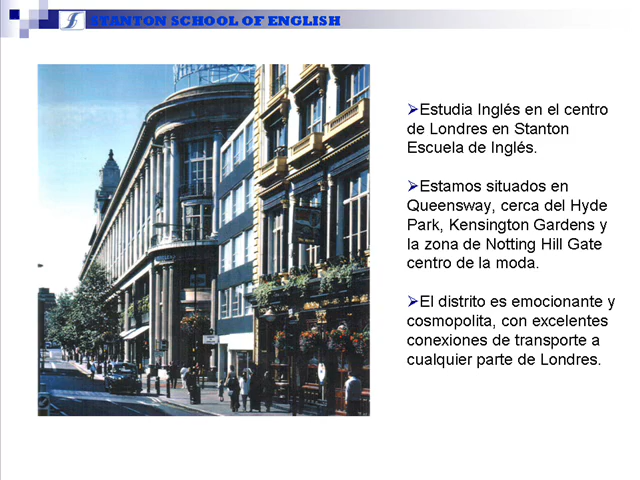 STANTON SCHOOL OF ENGLISH
Estudia Inglés en el centro
de Londres en Stanton
Escuela de Inglés.
Estamos situados en
Queensway, cerca del Hyde
Park, Kensington Gardens y
la zona de Notting Hill Gate
centro de la moda.
El distrito es emocionante y
cosmopolita, con excelentes
conexiones de transporte a
cualquier parte de Londres.